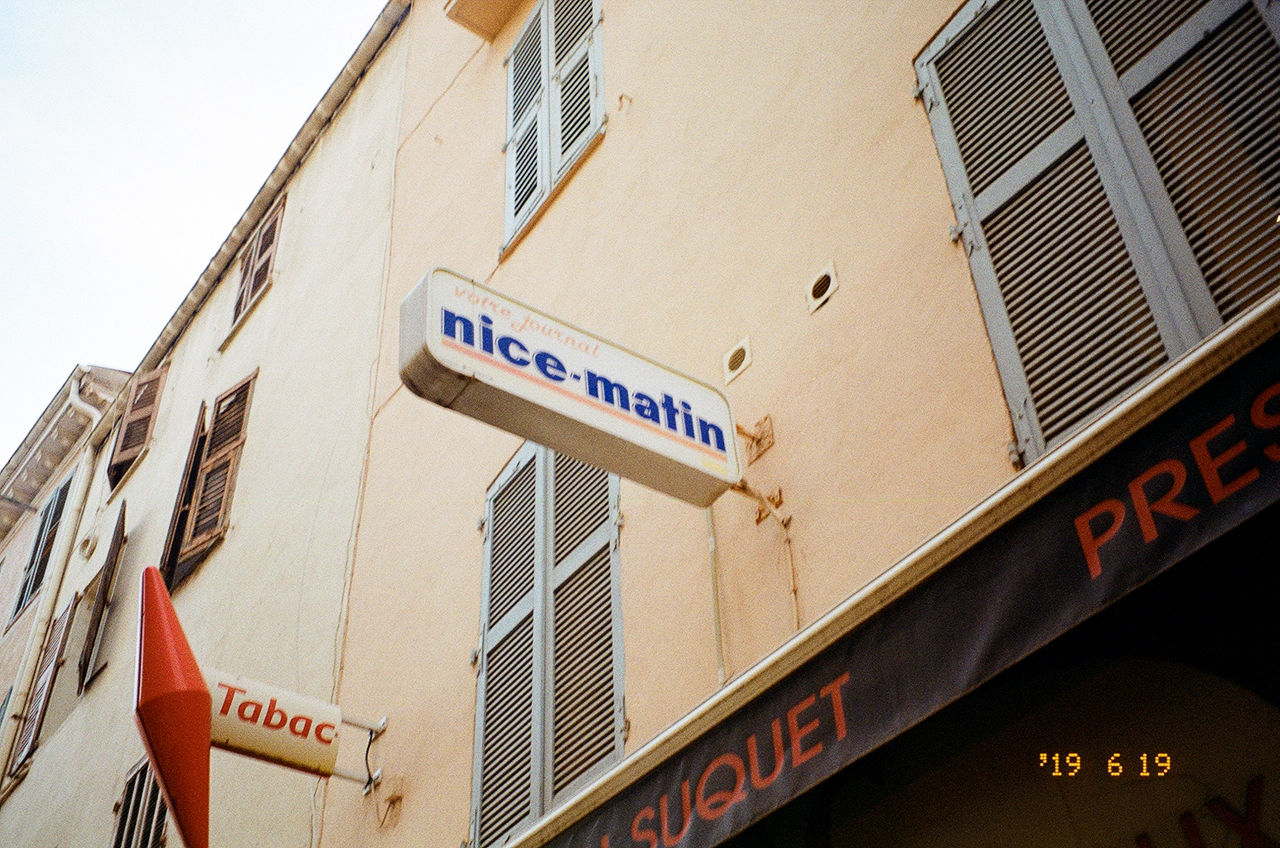 votre journal
nice-matin
Tabac
SUQUET
PRES
'19 6 19